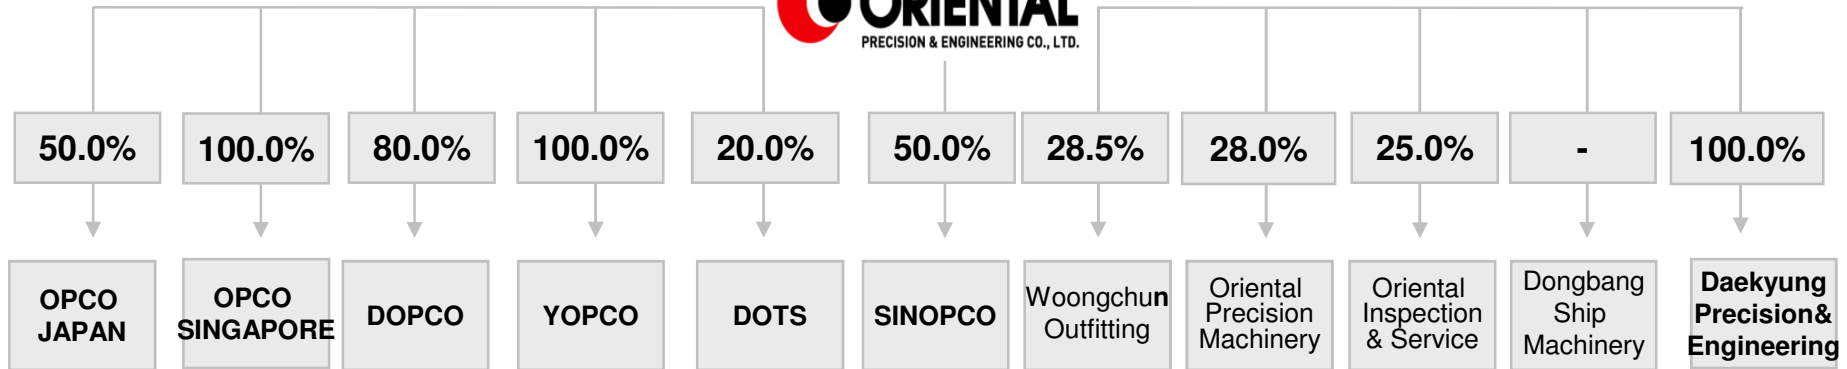 ORIENTAL
PRECISION & ENGINEERING CO., LTD.
50.0%
100.0%
80.0%
100.0%
20.0%
50.0%
28.5%
28.0%
25.0%
-
100.0%
OPCO
JAPAN
OPCO
SINGAPORE
DOPCO
YOPCO
DOTS
SINOPCO
Woongchun
Outfitting
Oriental
Precision
Machinery
Oriental
Inspection
& Service
Dongbang
Ship
Machinery
Daekyung
Precision&
Engineering